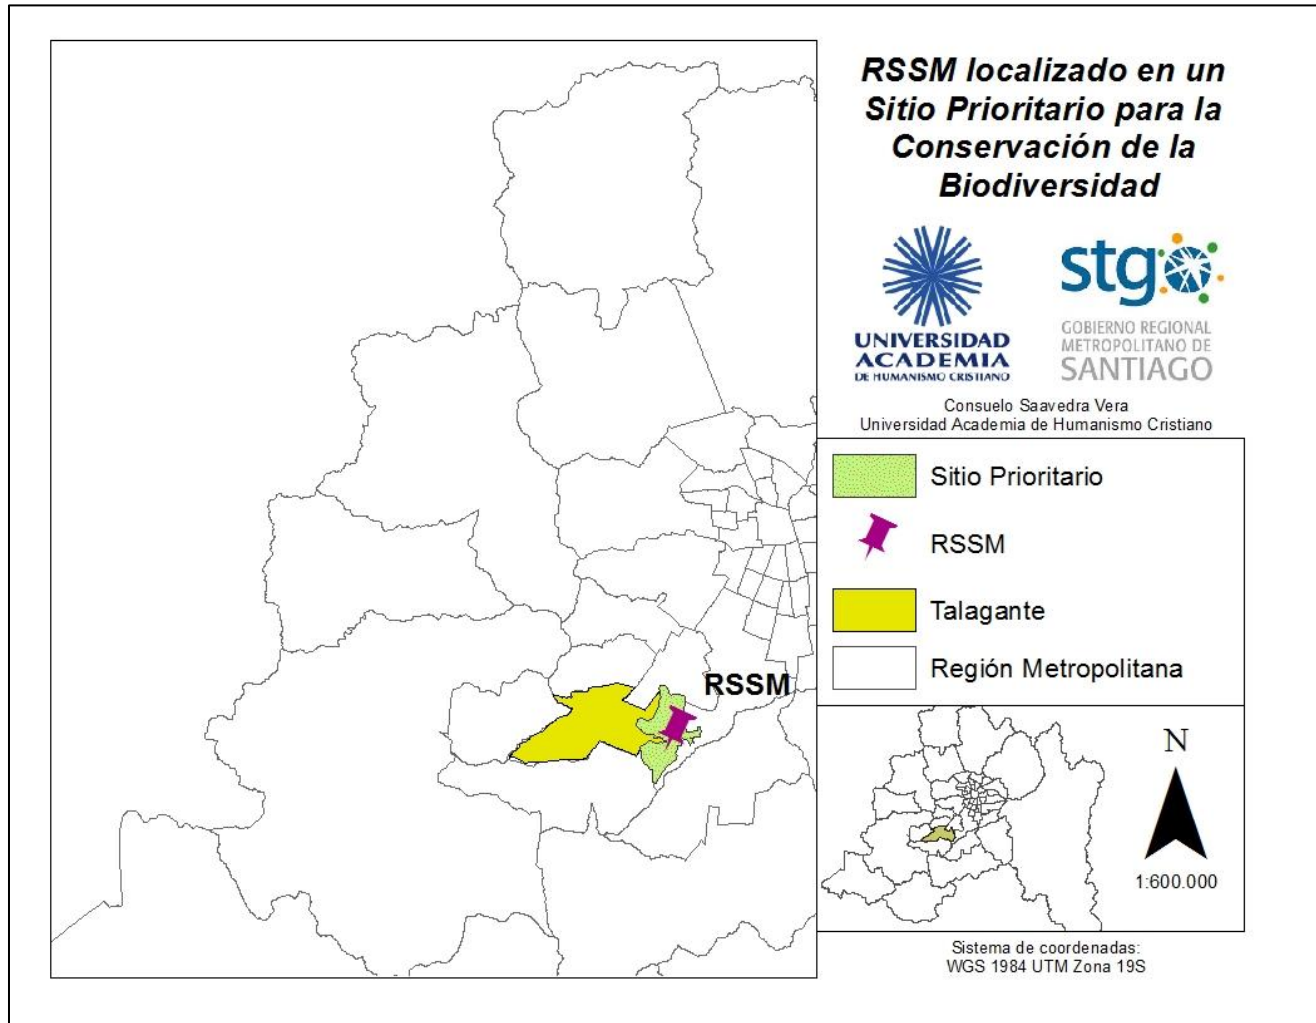 RSSM localizado en un
Sitio Prioritario para la
Conservación de la
Biodiversidad
UNIVERSIDAD
ACADEMIA
DE HUMANISMO CRISTIANO
stgo
GOBIERNO REGIONAL
METROPOLITANO DE
SANTIAGO
Consuelo Saavedra Vera
Universidad Academia de Humanismo Cristiano
Sitio Prioritario
RSSM
Talagante
Región Metropolitana
RSSM
N
1:600.000
Sistema de coordenadas:
WGS 1984 UTM Zona 19S